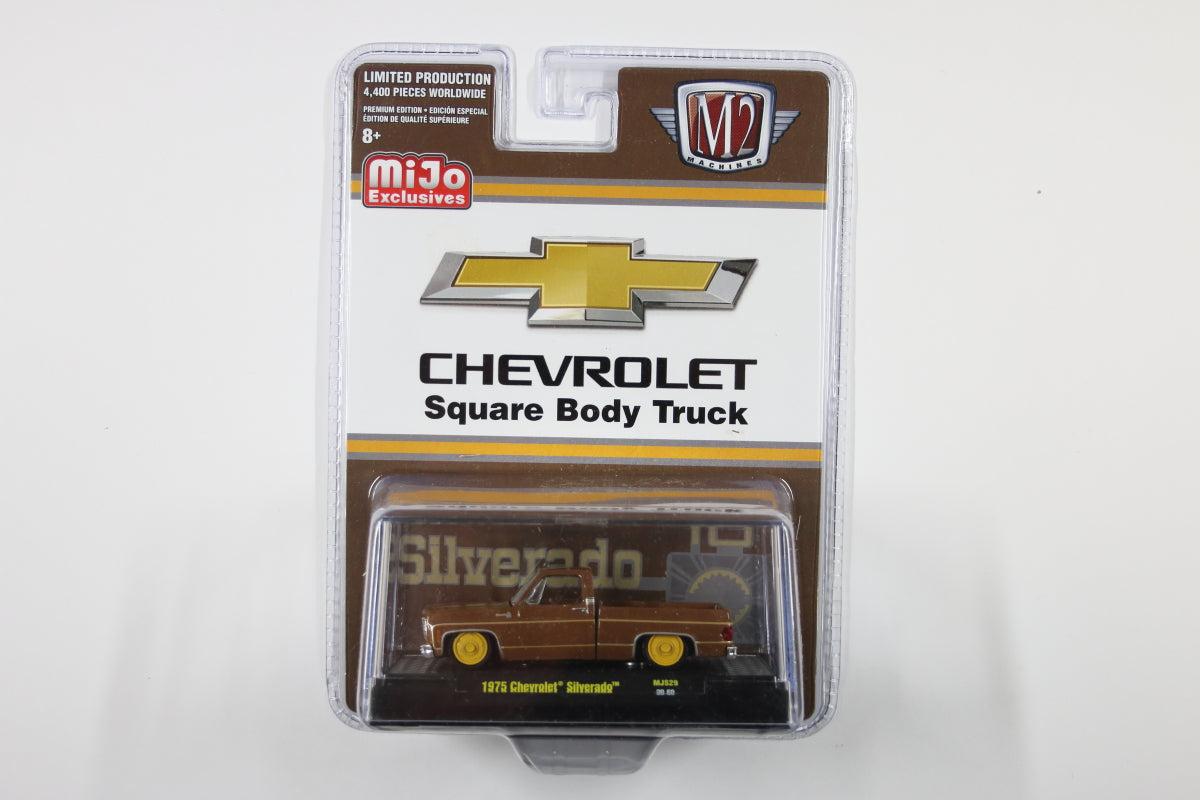 LIMITED PRODUCTION
4,400 PIECES WORLDWIDE
PREMIUM EDITION • EDICIÓN ESPECIAL
ÉDITION DE QUALITÉ SUPÉRIEURE
8+
MiJo
Exclusives
M2
MACHINES
CHEVROLET
Square Body Truck
Silverado
10
1975 Chevrolet® Silverado™
MJS29